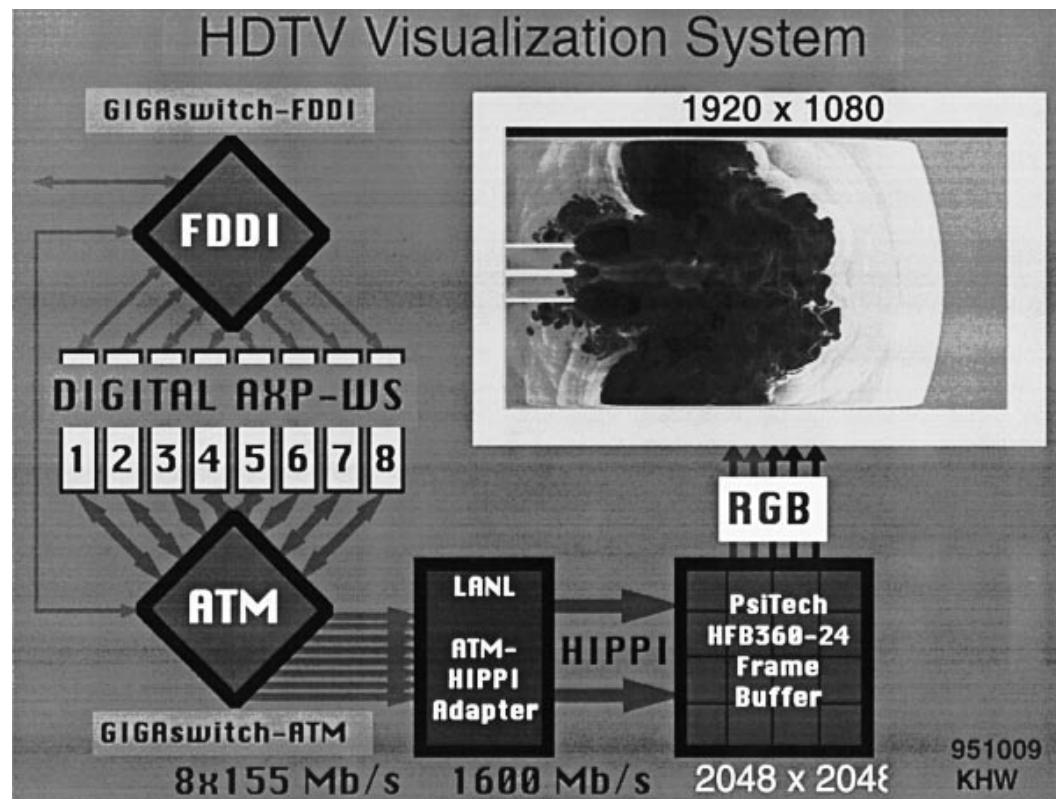 HDTV Visualization System
GIGAswitch-FDDI
1920 x 1080
FDDI
DIGITAL AXP-WS
1 2 3 4 5 6 7 8
RGB
ATM
LANL
ATM-
HIPPI
Adapter
HIPPI
PsiTech
HFB360-24
Frame
Buffer
GIGAswitch-ATM
8x155 Mb/s
1600 Mb/s
2048 x 2048
951009
KHW